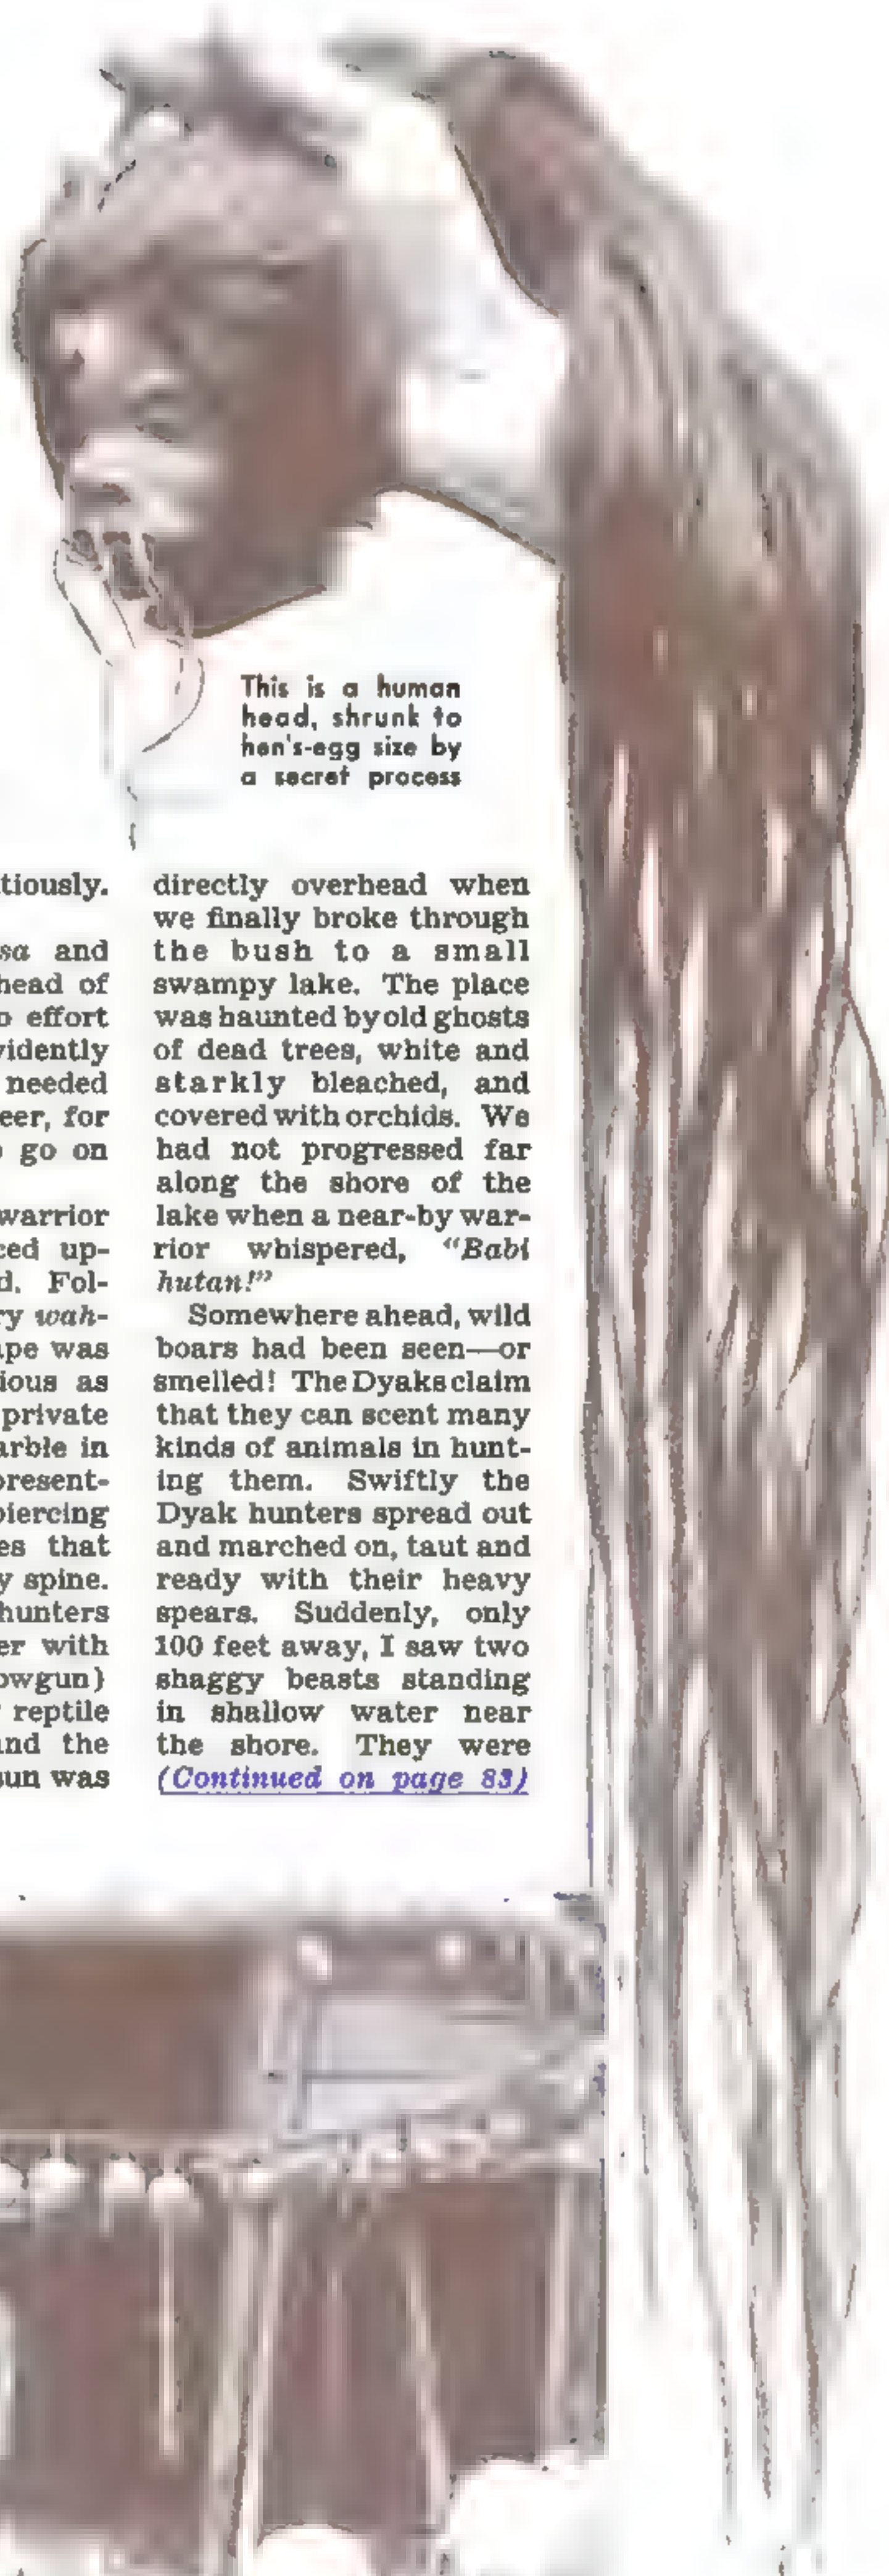 This is a human
head, shrunk to
hen's-egg size by
a secret process
tiously.
sa and
head of
o effort
vidently
needed
eer, for
o go on
warrior
ced up-
d. Fol-
ry wah-
ape was
ious as
private
arble in
present-
piercing
es that
y spine.
hunters
er with
owgun)
reptile
and the
sun was
directly overhead when
we finally broke through
the bush to a small
swampy lake. The place
was haunted by old ghosts
of dead trees, white and
starkly bleached, and
covered with orchids. We
had not progressed far
along the shore of the
lake when a near-by war-
rior whispered, “Babi
hutan!”
Somewhere ahead, wild
boars had been seen—or
smelled! The Dyaks claim
that they can scent many
kinds of animals in hunt-
ing them. Swiftly the
Dyak hunters spread out
and marched on, taut and
ready with their heavy
spears. Suddenly, only
100 feet away, I saw two
shaggy beasts standing
in shallow water near
the shore. They were
(Continued on page 83)